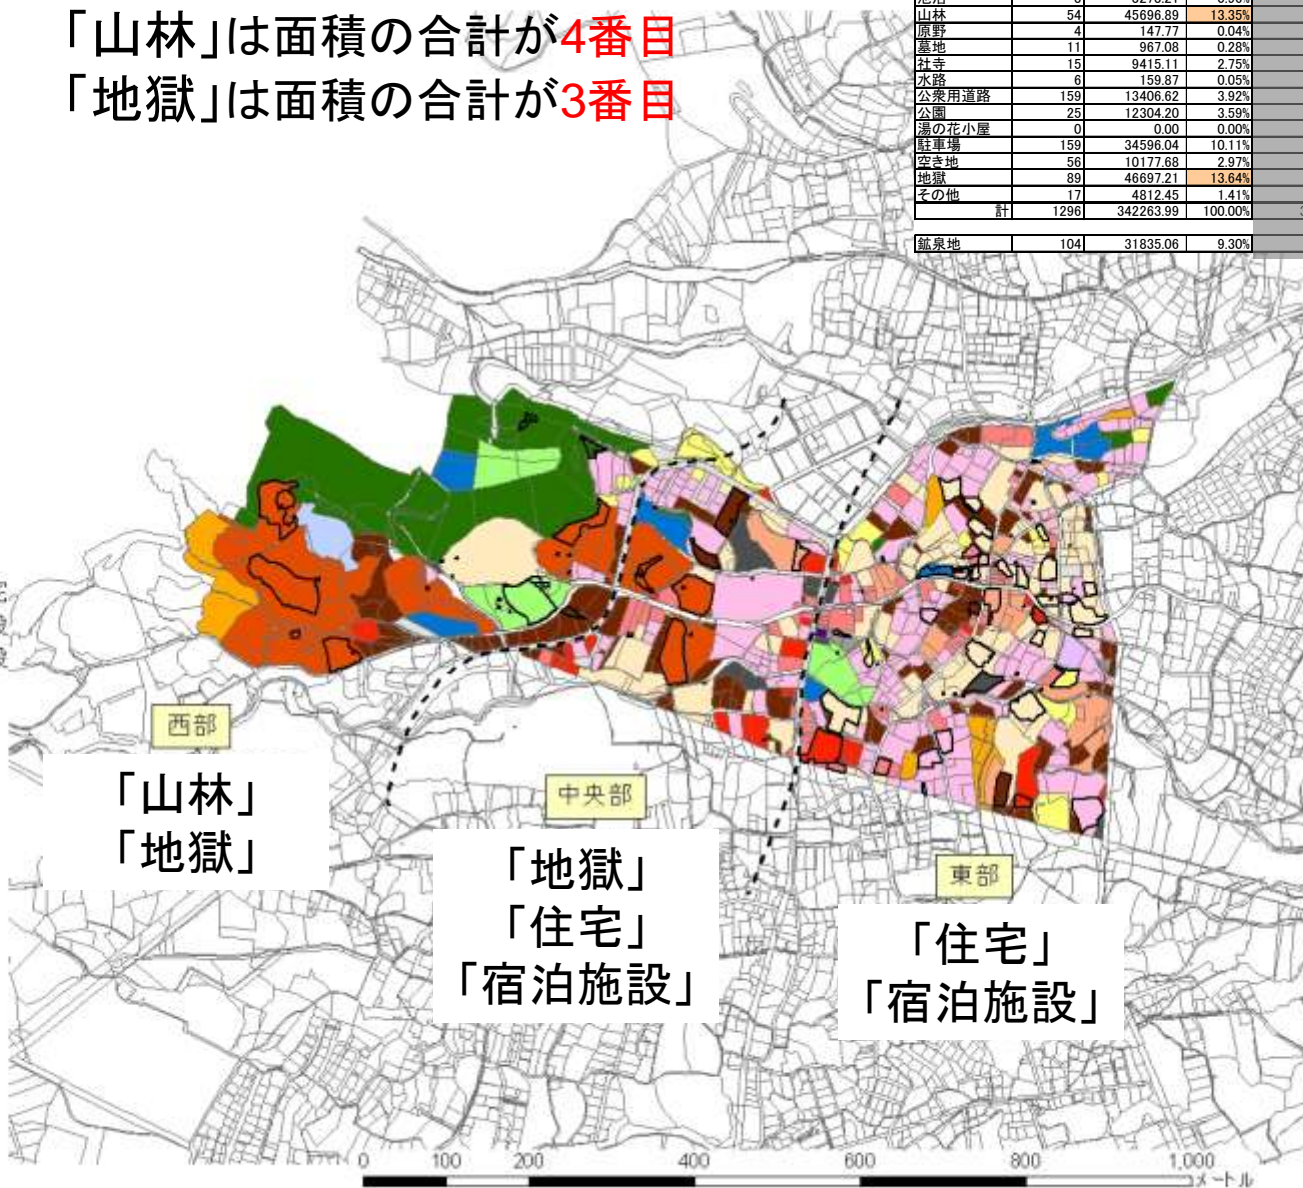 「山林」は面積の合計が4番目
「地獄」は面積の合計が3番目
山林 54 45696.89 13.35%
原野 4 147.77 0.04%
墓地 11 967.08 0.28%
社寺 15 9415.11 2.75%
水路 6 159.87 0.05%
公衆用道路 159 13406.62 3.92%
公園 25 12304.20 3.59%
湯の花小屋 0 0.00 0.00%
駐車場 159 34596.04 10.11%
空き地 56 10177.68 2.97%
地獄 89 46697.21 13.64%
その他 17 4812.45 1.41%
計 1296 342263.99 100.00%
鉱泉地 104 31835.06 9.30%
西部
「山林」
「地獄」
中央部
「地獄」
「住宅」
「宿泊施設」
東部
「住宅」
「宿泊施設」
0 100 200 400 600 800 1,000
メートル